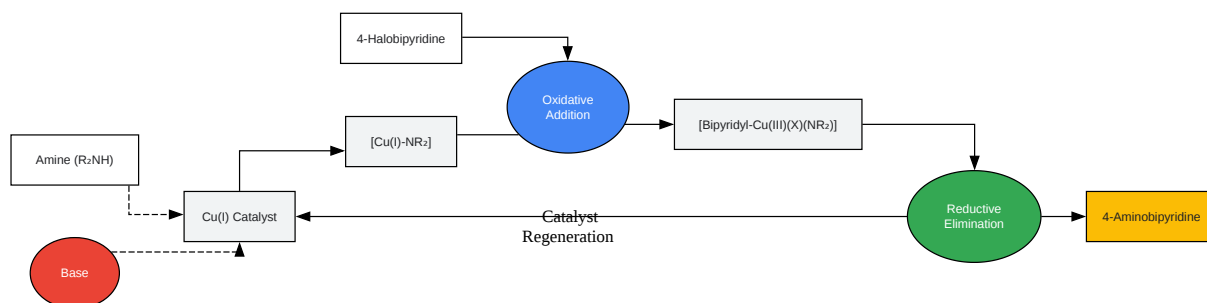 4-Halobipyridine
Oxidative
Addition
[Bipyridyl-Cu(III)(X)(NR₂)]
[Cu(I)-NR₂]
Amine (R₂NH)
Cu(I) Catalyst
Catalyst
Regeneration
Reductive
Elimination
4-Aminobipyridine
Base